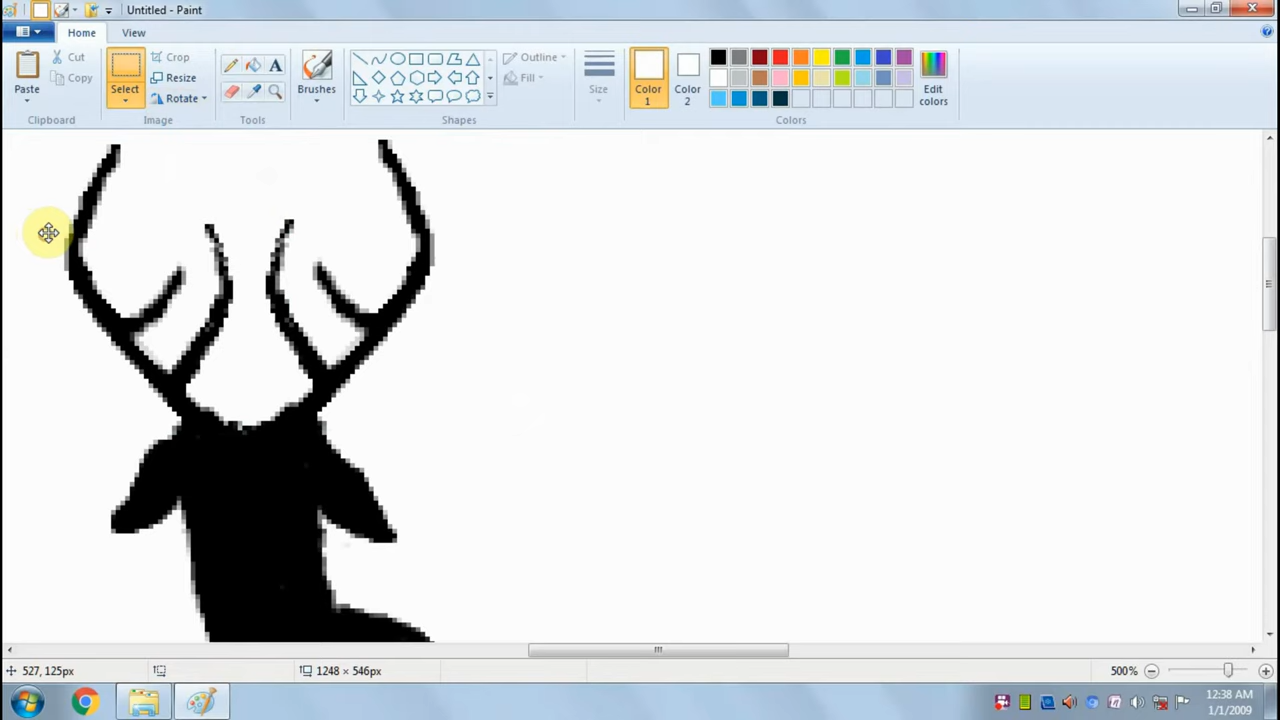 Untitled - Paint
Home
View
Paste
Cut
Copy
Clipboard
Select
Crop
Resize
Rotate
Image
A
Tools
Brushes
Outline
Fill
Shapes
Size
Color 1
Color 2
Edit colors
Colors
527, 125px
1248 × 546px
500%
12:38 AM
1/1/2009